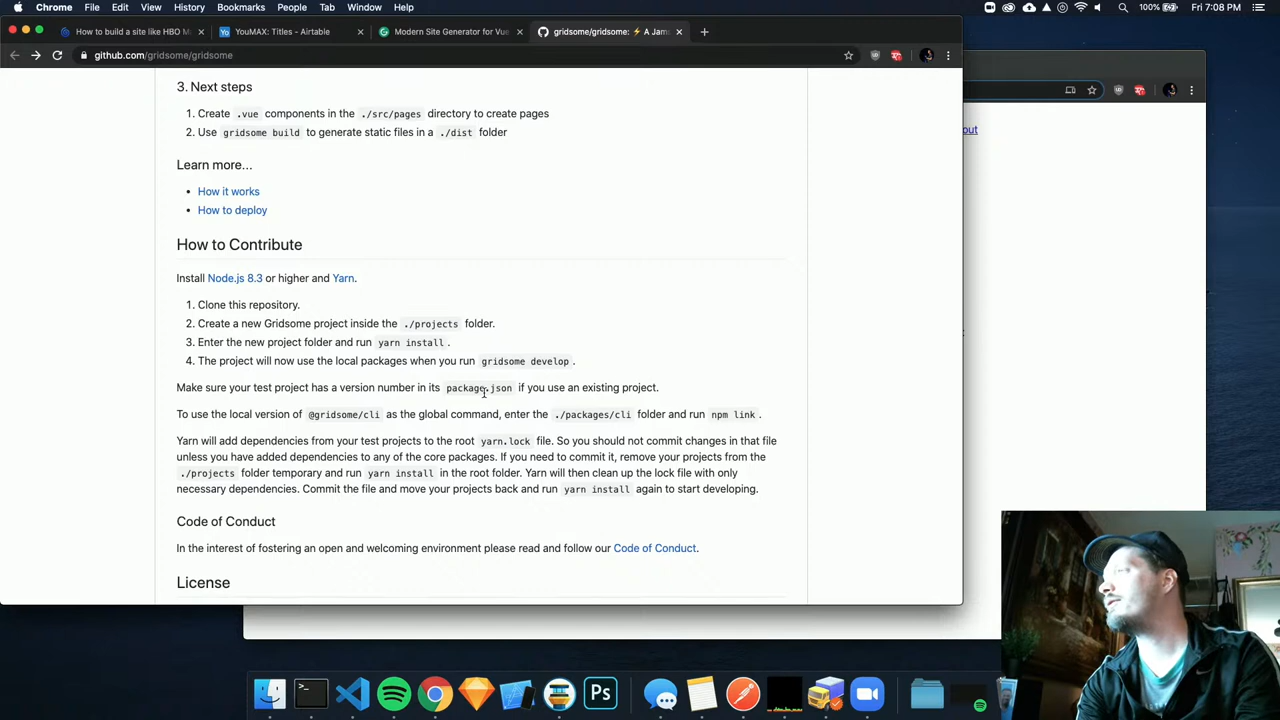 Chrome File Edit View History Bookmarks People Tab Window Help
100% Fri 7:08 PM
How to build a site like HBO M
YouMAX: Titles - Airtable
Modern Site Generator for Vue
gridsome/gridsome: ⚡ A Jam
github.com/gridsome/gridsome
out
3. Next steps
1. Create .vue components in the ./src/pages directory to create pages
2. Use gridsome build to generate static files in a ./dist folder
Learn more...
• How it works
• How to deploy
How to Contribute
Install Node.js 8.3 or higher and Yarn.
1. Clone this repository.
2. Create a new Gridsome project inside the ./projects folder.
3. Enter the new project folder and run yarn install.
4. The project will now use the local packages when you run gridsome develop.
Make sure your test project has a version number in its package.json if you use an existing project.
To use the local version of @gridsome/cli as the global command, enter the ./packages/cli folder and run npm link.
Yarn will add dependencies from your test projects to the root yarn.lock file. So you should not commit changes in that file
unless you have added dependencies to any of the core packages. If you need to commit it, remove your projects from the
./projects folder temporary and run yarn install in the root folder. Yarn will then clean up the lock file with only
necessary dependencies. Commit the file and move your projects back and run yarn install again to start developing.
Code of Conduct
In the interest of fostering an open and welcoming environment please read and follow our Code of Conduct.
License
Ps